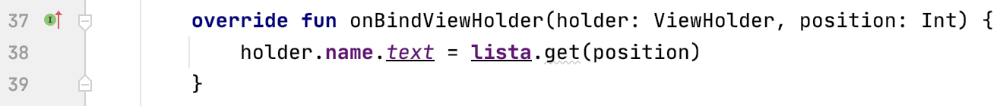 37 override fun onBindViewHolder(holder: ViewHolder, position: Int) {
38 holder.name.text = lista.get(position)
39 }